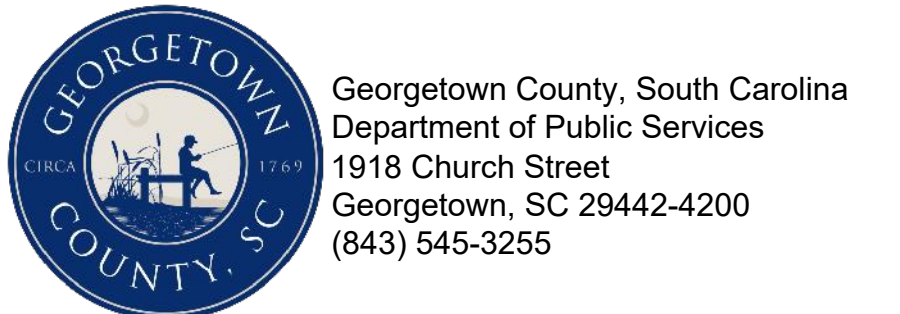 GEORGETOWN
CIRCA 1769
COUNTY, SC
Georgetown County, South Carolina
Department of Public Services
1918 Church Street
Georgetown, SC 29442-4200
(843) 545-3255